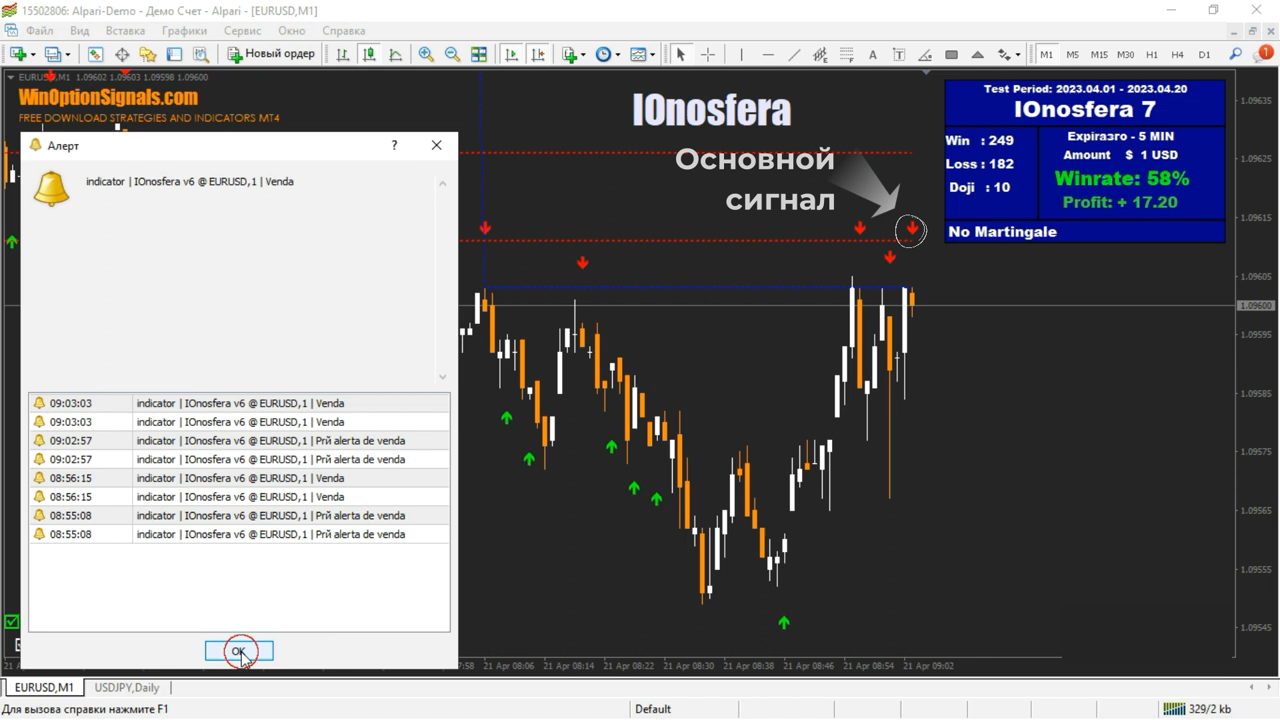 15502806: Alpari-Demo - Демо Счет - Alpari - [EURUSD,M1]
Файл Вид Вставка Графики Сервис Окно Справка
Новый ордер
A T M1 M5 M15 M30 H1 H4 D1 1
EURUSD,M1 1.09602 1.09603 1.09598 1.09600
WinOptionSignals.com
FREE DOWNLOAD STRATEGIES AND INDICATORS MT4
IOnosfera
Основной
сигнал
Test Period: 2023.04.01 - 2023.04.20
IOnosfera 7
Win : 249
Loss : 182
Doji : 10
Expiraэro - 5 MIN
Amount $ 1 USD
Winrate: 58%
Profit: + 17.20
No Martingale
Алерт
?
indicator | IOnosfera v6 @ EURUSD,1 | Venda
09:03:03 indicator | IOnosfera v6 @ EURUSD,1 | Venda
09:03:03 indicator | IOnosfera v6 @ EURUSD,1 | Venda
09:02:57 indicator | IOnosfera v6 @ EURUSD,1 | Prй alerta de venda
09:02:57 indicator | IOnosfera v6 @ EURUSD,1 | Prй alerta de venda
08:56:15 indicator | IOnosfera v6 @ EURUSD,1 | Venda
08:56:15 indicator | IOnosfera v6 @ EURUSD,1 | Venda
08:55:08 indicator | IOnosfera v6 @ EURUSD,1 | Prй alerta de venda
08:55:08 indicator | IOnosfera v6 @ EURUSD,1 | Prй alerta de venda
OK
1.09635
1.09625
1.09615
1.09605
1.09600
1.09595
1.09585
1.09575
1.09565
1.09555
1.09545
21 Apr 08:06 21 Apr 08:14 21 Apr 08:22 21 Apr 08:30 21 Apr 08:38 21 Apr 08:46 21 Apr 08:54 21 Apr 09:02
EURUSD,M1 USDJPY,Daily
Для вызова справки нажмите F1
Default
329/2 kb